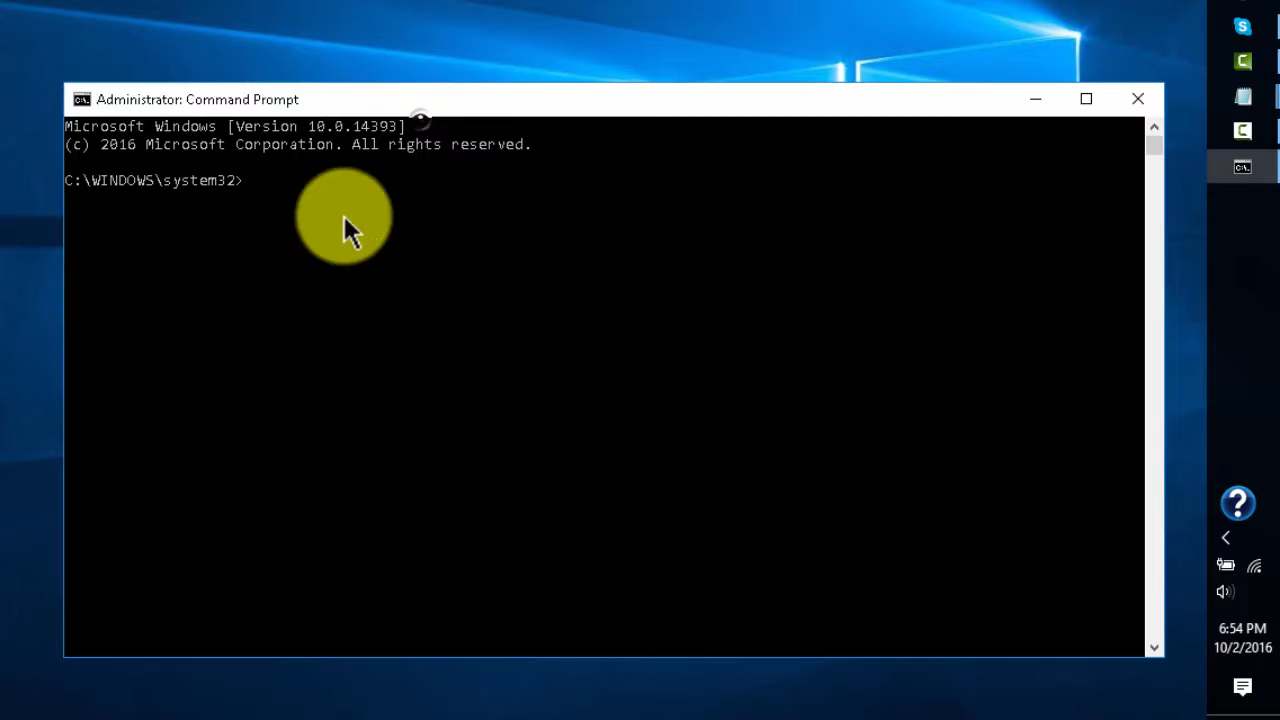 Administrator: Command Prompt
Microsoft Windows [Version 10.0.14393]
(c) 2016 Microsoft Corporation. All rights reserved.
C:\WINDOWS\system32>
6:54 PM
10/2/2016